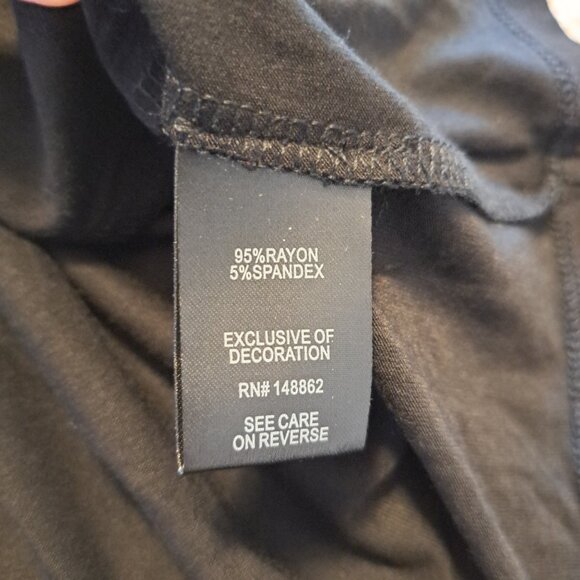 95%RAYON
5%SPANDEX
EXCLUSIVE OF
DECORATION
RN# 148862
SEE CARE
ON REVERSE